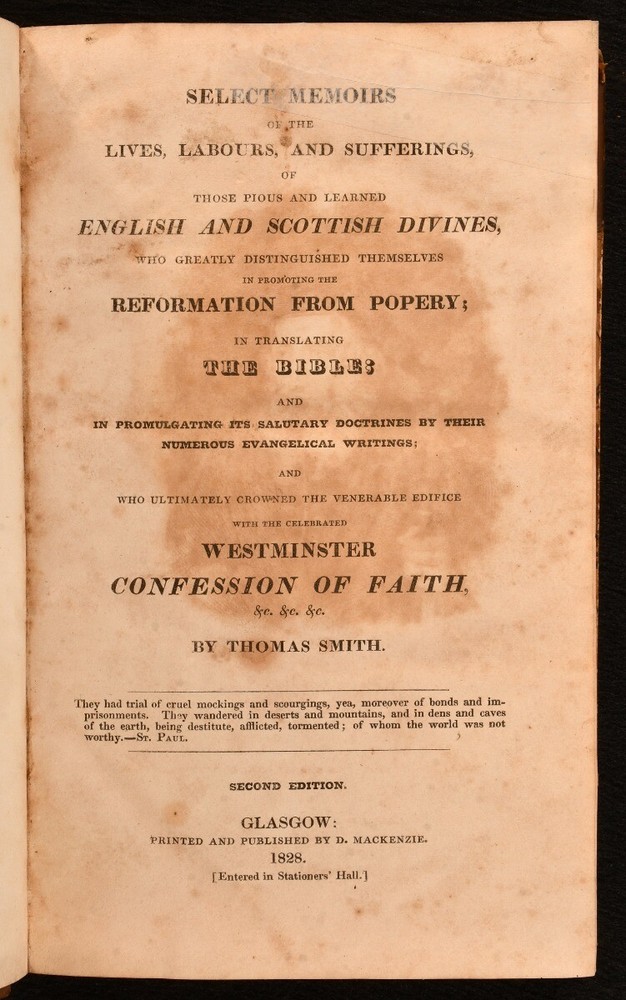 SELECT MEMOIRS
OF THE
LIVES, LABOURS, AND SUFFERINGS,
OF
THOSE PIOUS AND LEARNED
ENGLISH AND SCOTTISH DIVINES,
WHO GREATLY DISTINGUISHED THEMSELVES
IN PROMOTING THE
REFORMATION FROM POPERY;
IN TRANSLATING
THE BIBLE;
AND
IN PROMULGATING ITS SALUTARY DOCTRINES BY THEIR
NUMEROUS EVANGELICAL WRITINGS;
AND
WHO ULTIMATELY CROWNED THE VENERABLE EDIFICE
WITH THE CELEBRATED
WESTMINSTER
CONFESSION OF FAITH,
&c. &c. &c.
BY THOMAS SMITH.
They had trial of cruel mockings and scourgings, yea, moreover of bonds and im-
prisonments. They wandered in deserts and mountains, and in dens and caves
of the earth, being destitute, afflicted, tormented; of whom the world was not
worthy.—ST. PAUL.
SECOND EDITION.
GLASGOW:
PRINTED AND PUBLISHED BY D. MACKENZIE.
1828.
[Entered in Stationers' Hall.]